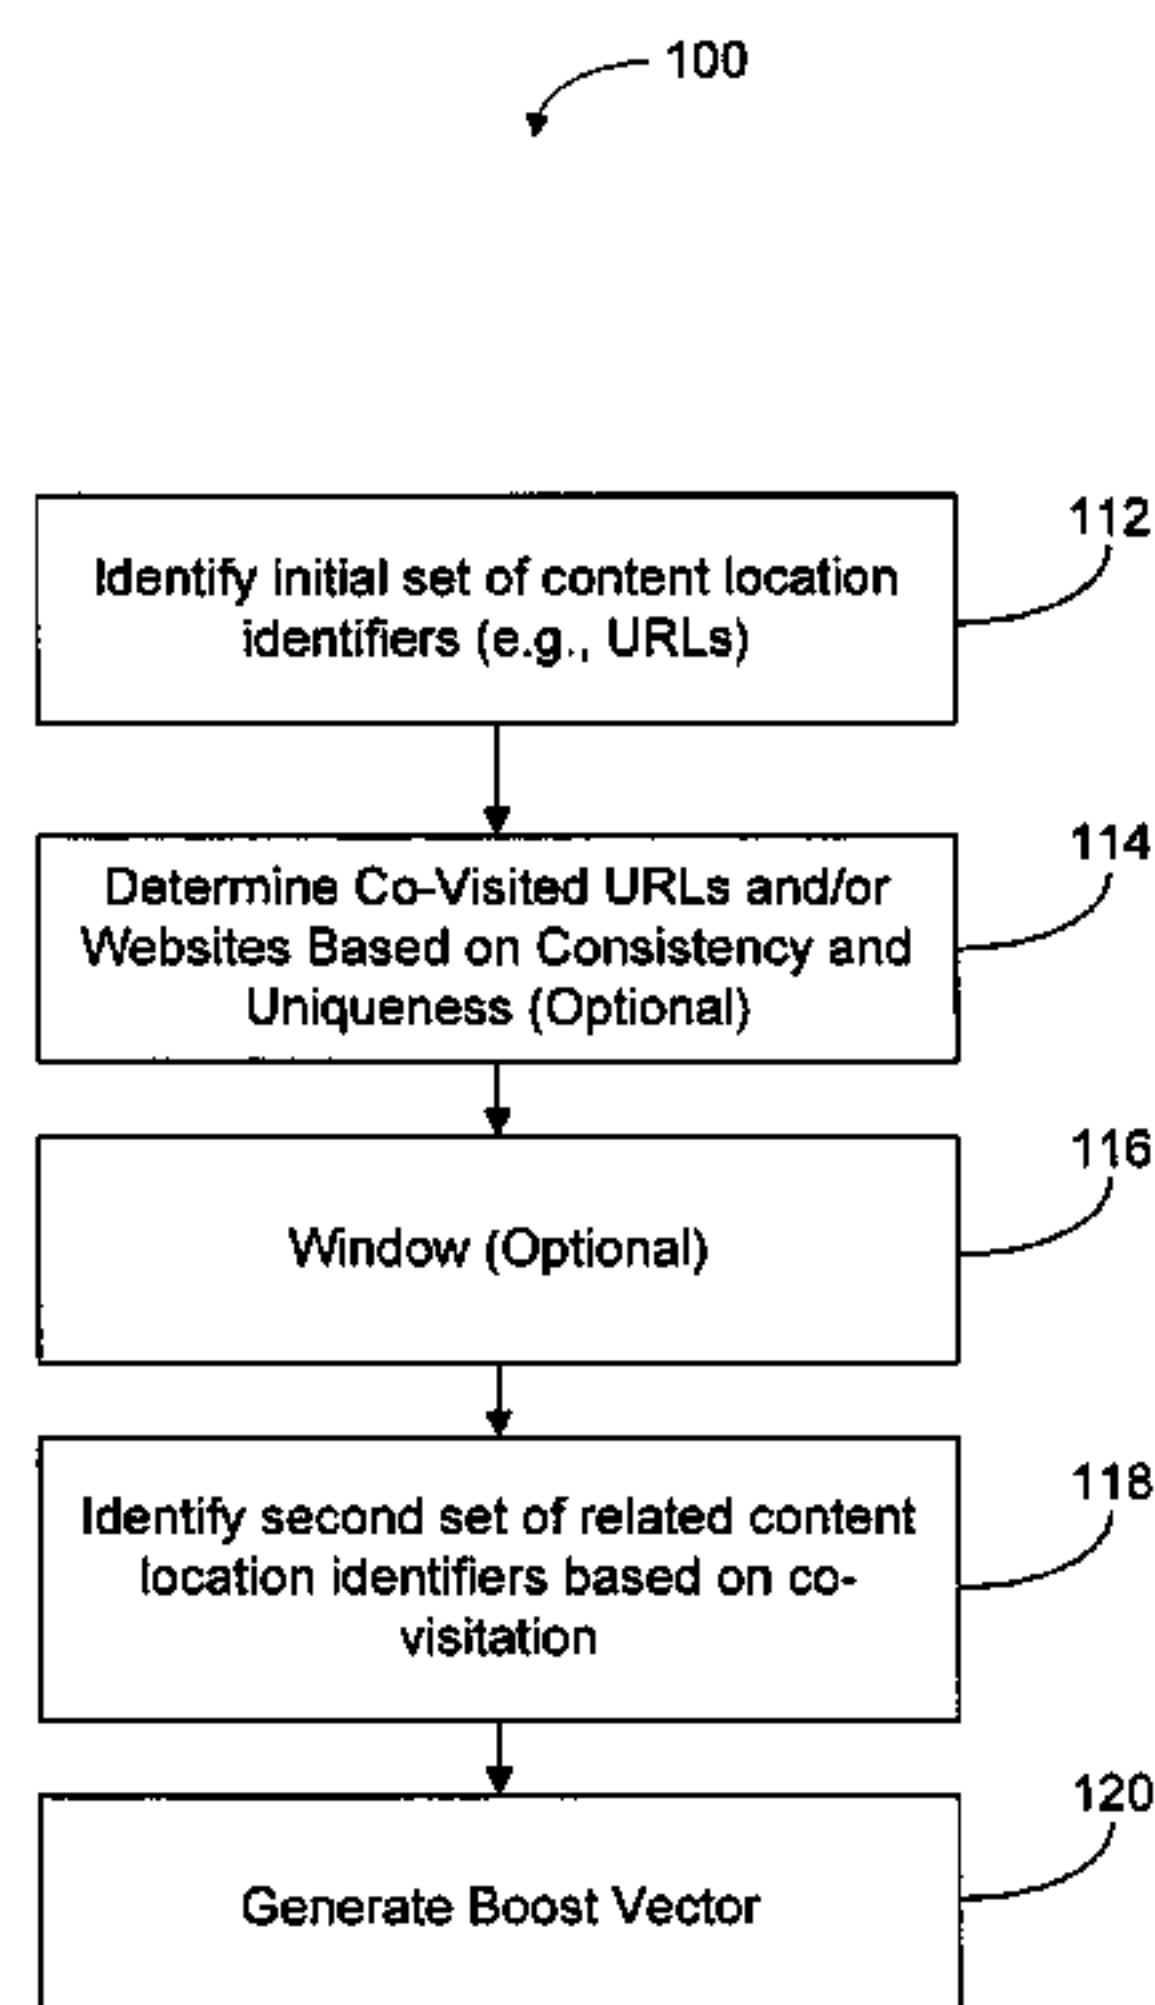 100
112
Identify initial set of content location
identifiers (e.g., URLs)
114
Determine Co-Visited URLs and/or
Websites Based on Consistency and
Uniqueness (Optional)
116
Window (Optional)
118
Identify second set of related content
location identifiers based on co-
visitation
120
Generate Boost Vector